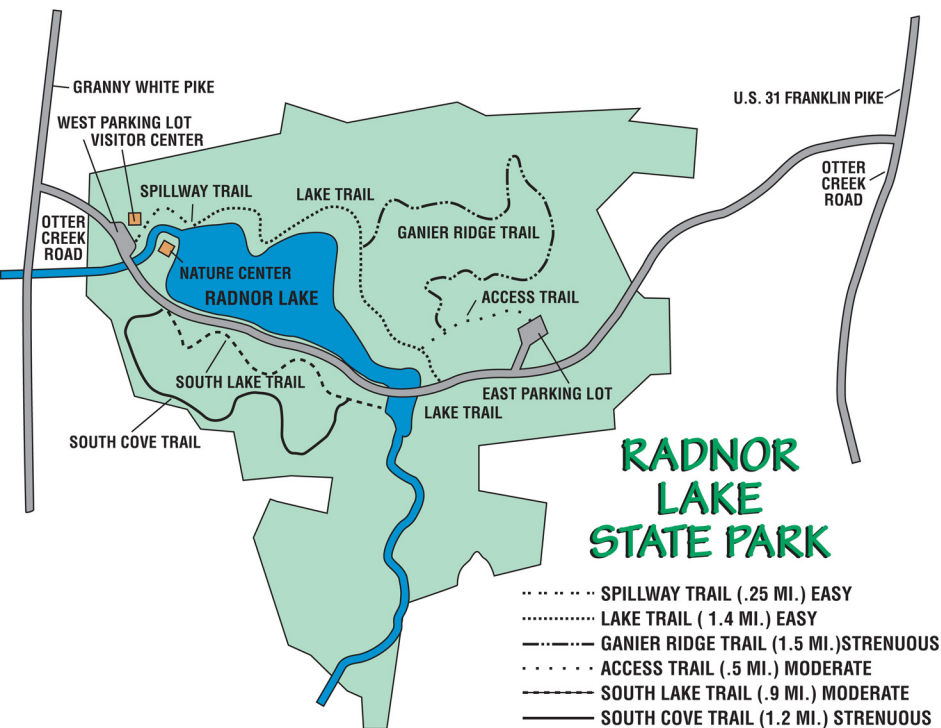 GRANNY WHITE PIKE
U.S. 31 FRANKLIN PIKE
WEST PARKING LOT
VISITOR CENTER
SPILLWAY TRAIL
LAKE TRAIL
OTTER
CREEK
ROAD
OTTER
CREEK
ROAD
GANIER RIDGE TRAIL
NATURE CENTER
RADNOR LAKE
ACCESS TRAIL
SOUTH LAKE TRAIL
EAST PARKING LOT
LAKE TRAIL
SOUTH COVE TRAIL
RADNOR
LAKE
STATE PARK
SPILLWAY TRAIL (.25 MI.) EASY
LAKE TRAIL ( 1.4 MI.) EASY
GANIER RIDGE TRAIL (1.5 MI.)STRENUOUS
ACCESS TRAIL (.5 MI.) MODERATE
SOUTH LAKE TRAIL (.9 MI.) MODERATE
SOUTH COVE TRAIL (1.2 MI.) STRENUOUS